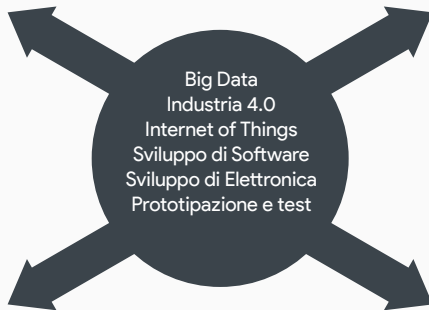 Big Data
Industria 4.0
Internet of Things
Sviluppo di Software
Sviluppo di Elettronica
Prototipazione e test